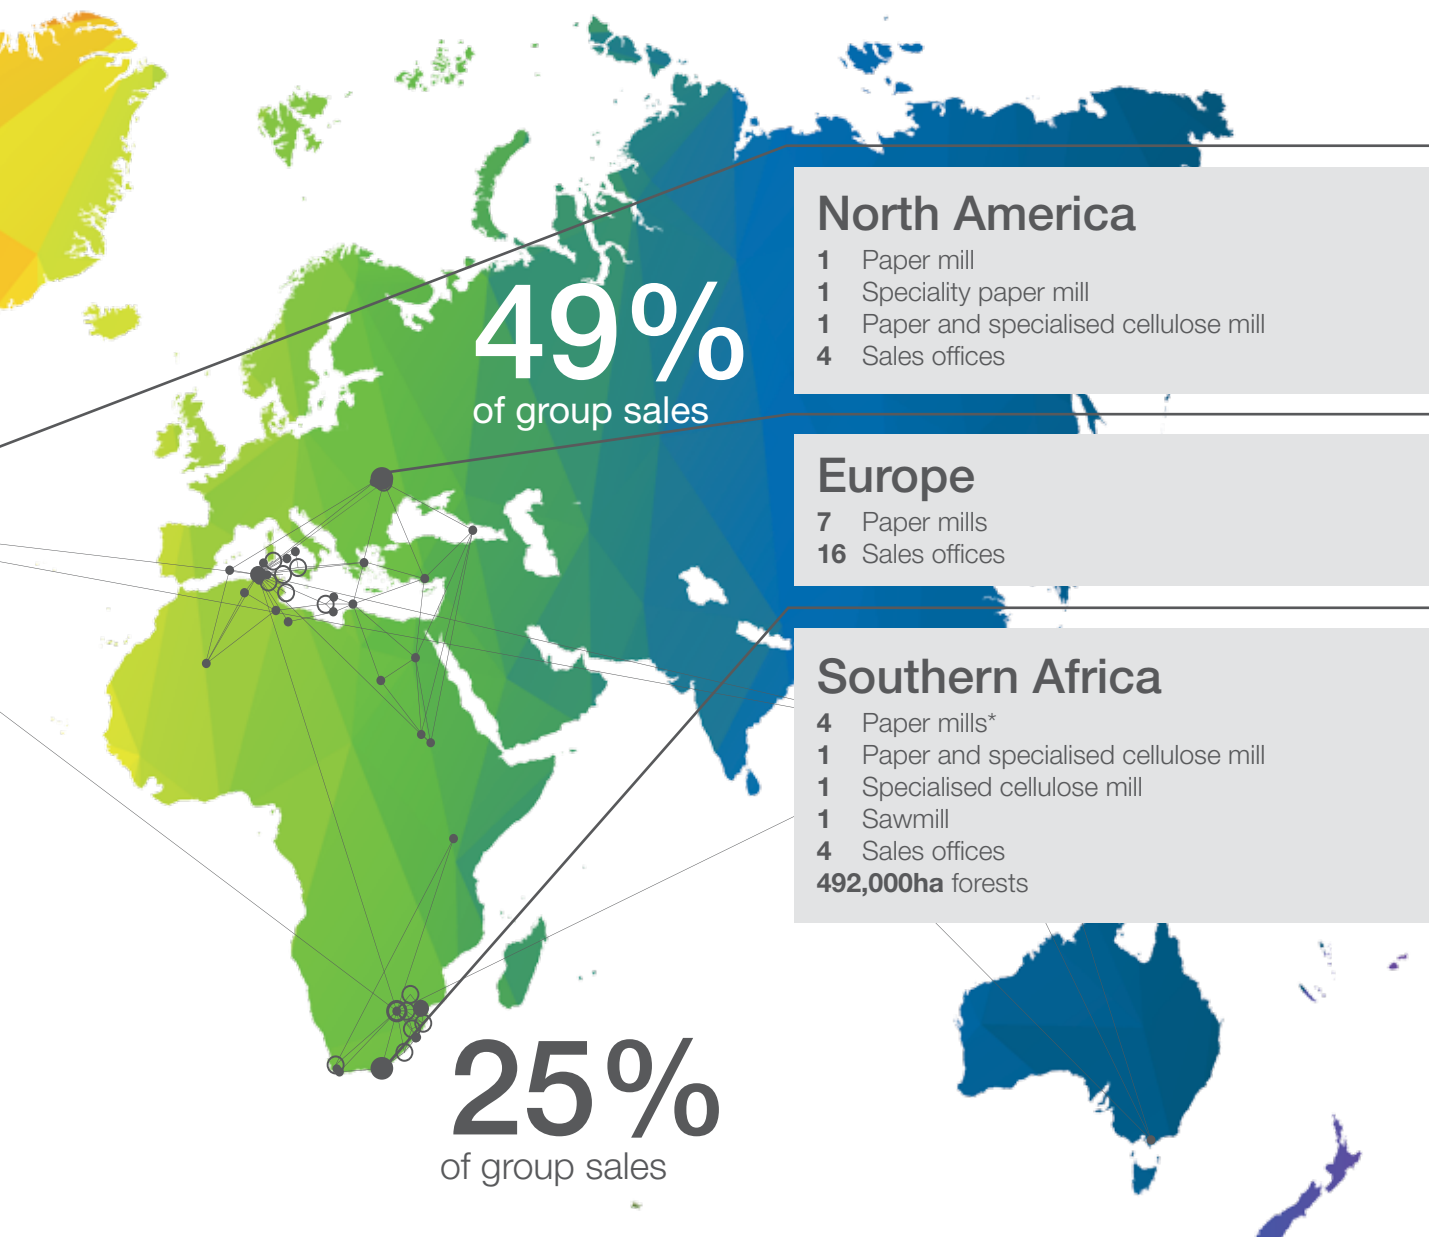 49%
of group sales
North America
1 Paper mill
1 Speciality paper mill
1 Paper and specialised cellulose mill
4 Sales offices
Europe
7 Paper mills
16 Sales offices
Southern Africa
4 Paper mills*
1 Paper and specialised cellulose mill
1 Specialised cellulose mill
1 Sawmill
4 Sales offices
492,000ha forests
25%
of group sales